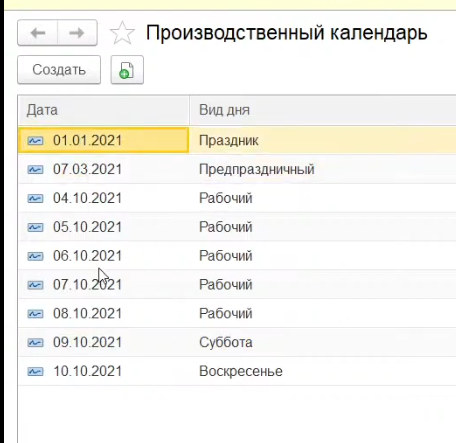 Производственный календарь
Создать
Дата Вид дня
01.01.2021 Праздник
07.03.2021 Предпраздничный
04.10.2021 Рабочий
05.10.2021 Рабочий
06.10.2021 Рабочий
07.10.2021 Рабочий
08.10.2021 Рабочий
09.10.2021 Суббота
10.10.2021 Воскресенье